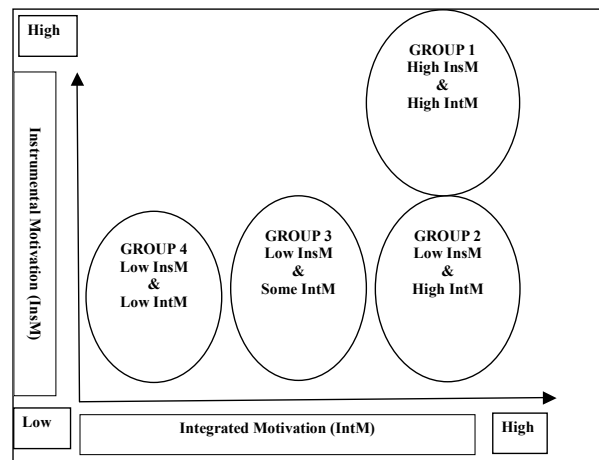 High
GROUP 1
High InsM
&
High IntM
Instrumental Motivation (InsM)
GROUP 4
Low InsM
&
Low IntM
GROUP 3
Low InsM
&
Some IntM
GROUP 2
Low InsM
&
High IntM
Low
Integrated Motivation (IntM)
High